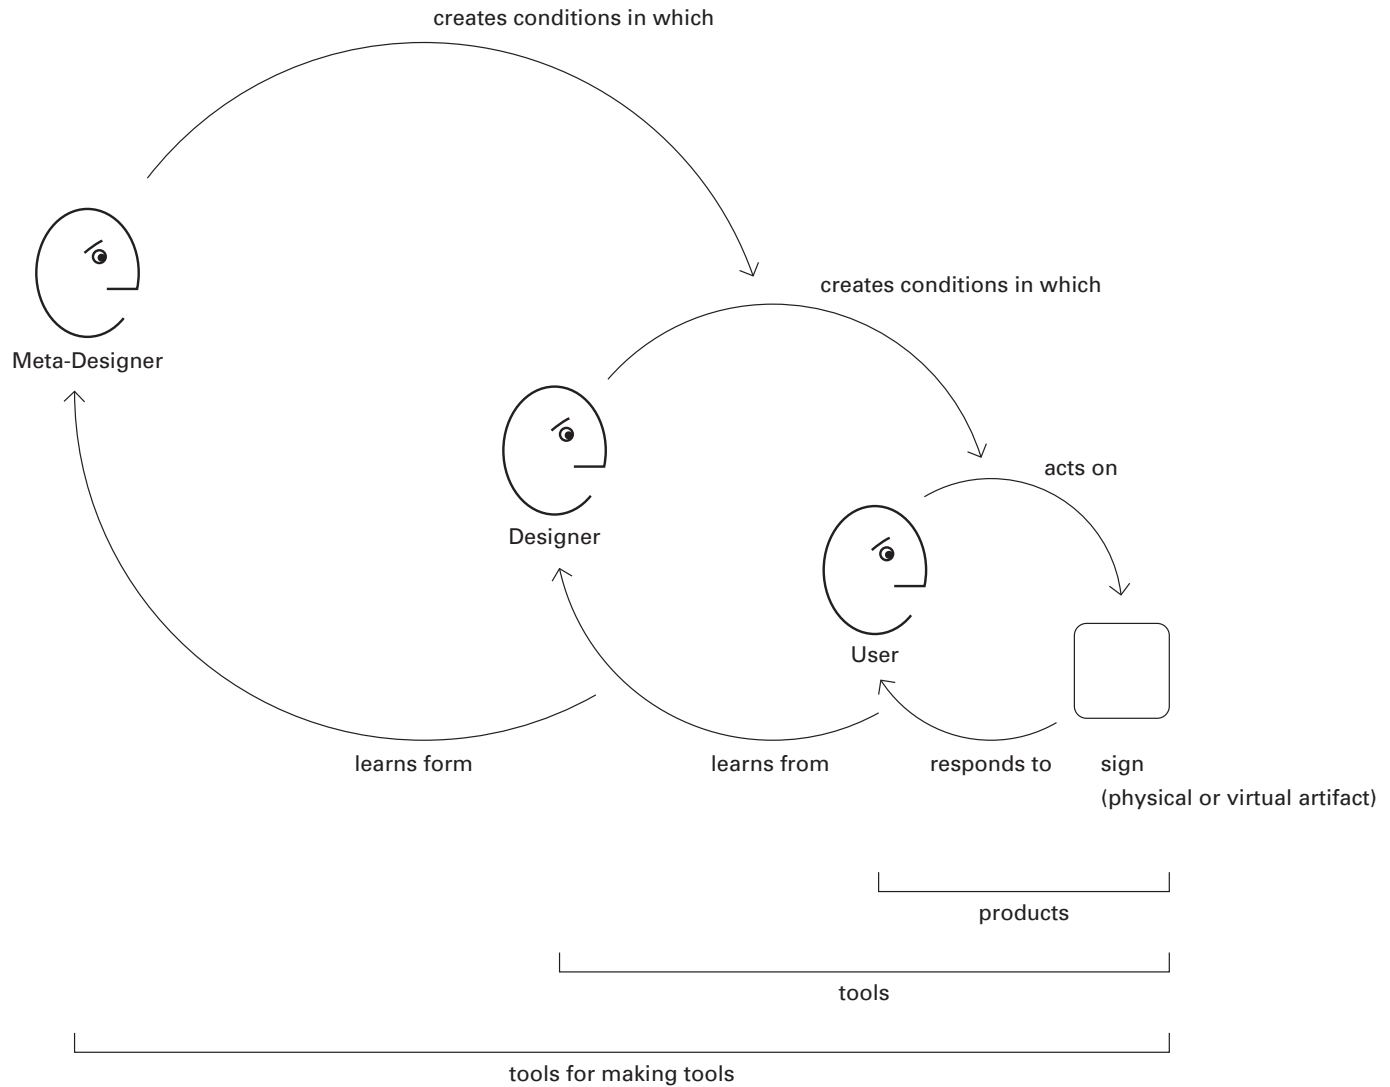 creates conditions in which
creates conditions in which
Meta-Designer
acts on
Designer
User
learns form
learns from
responds to
sign
(physical or virtual artifact)
products
tools
tools for making tools